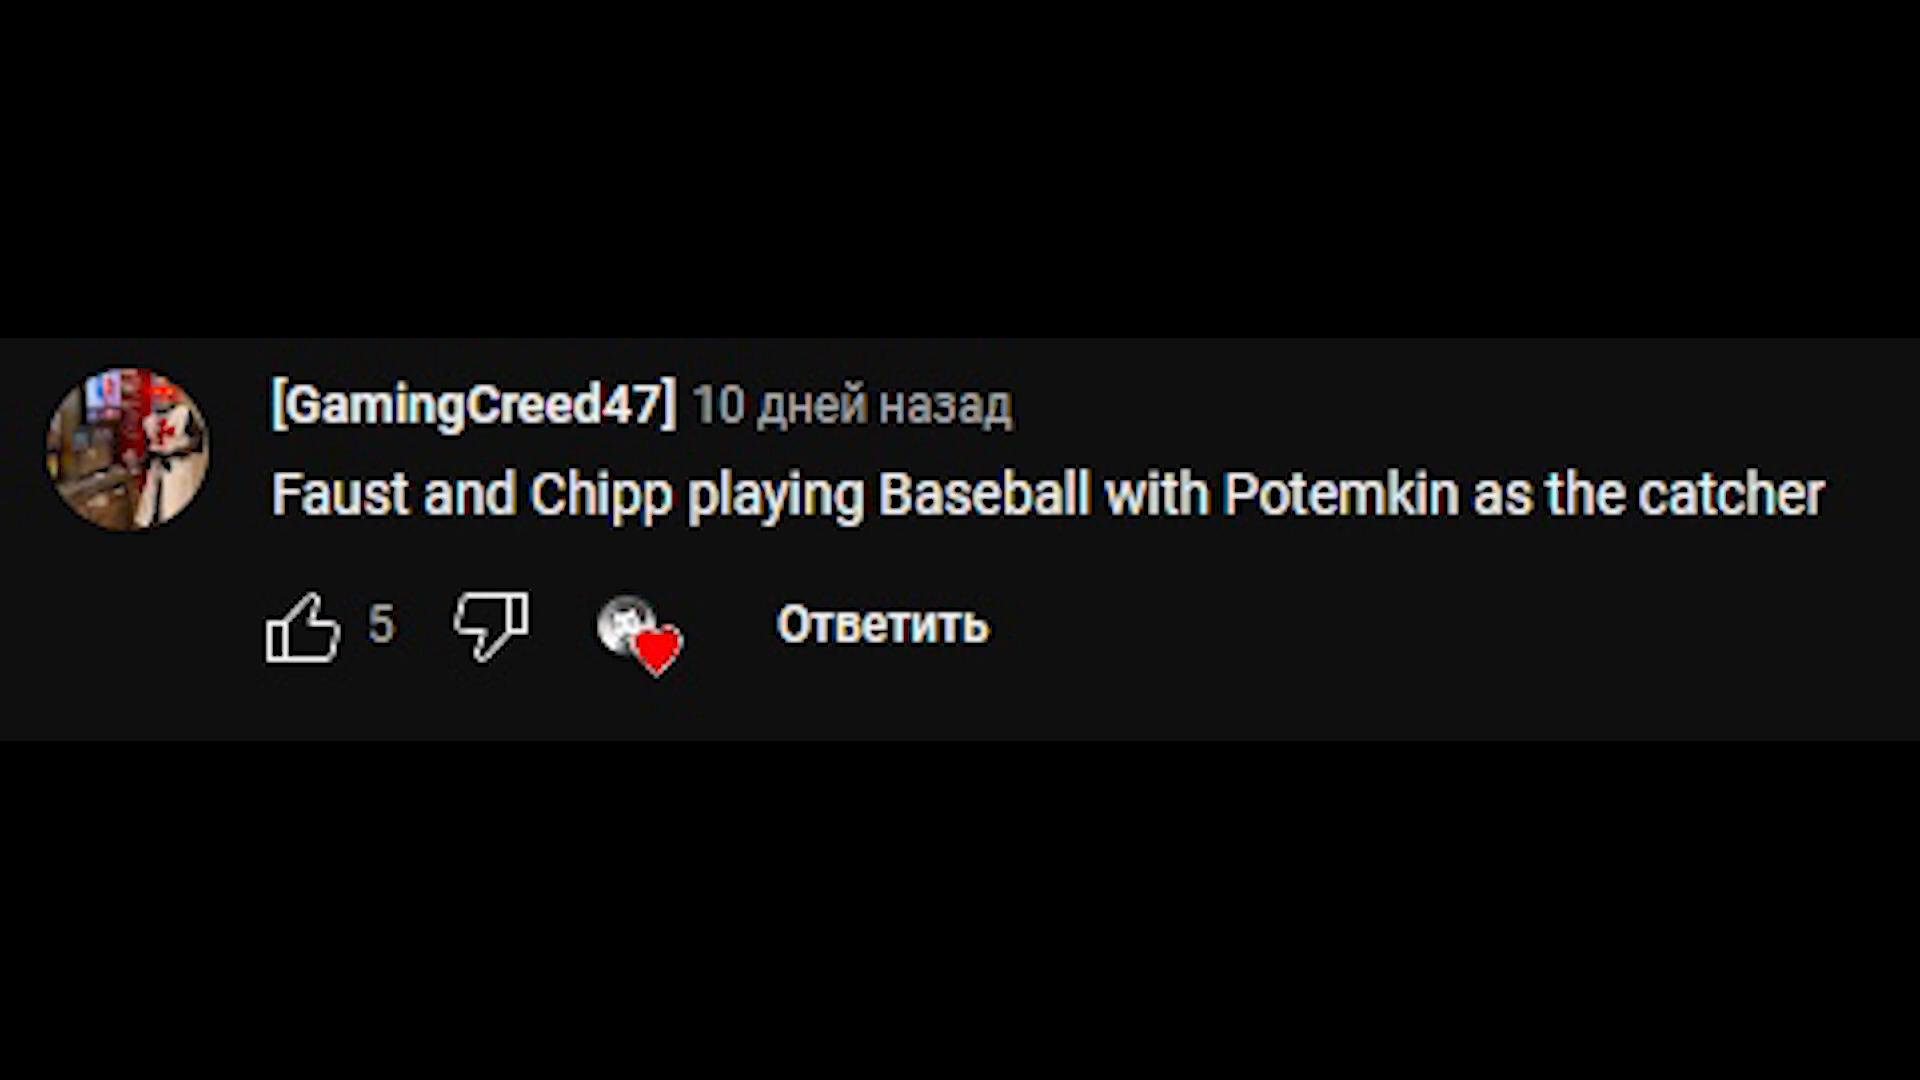 [GamingCreed47] 10 дней назад
Faust and Chipp playing Baseball with Potemkin as the catcher
5 Ответить